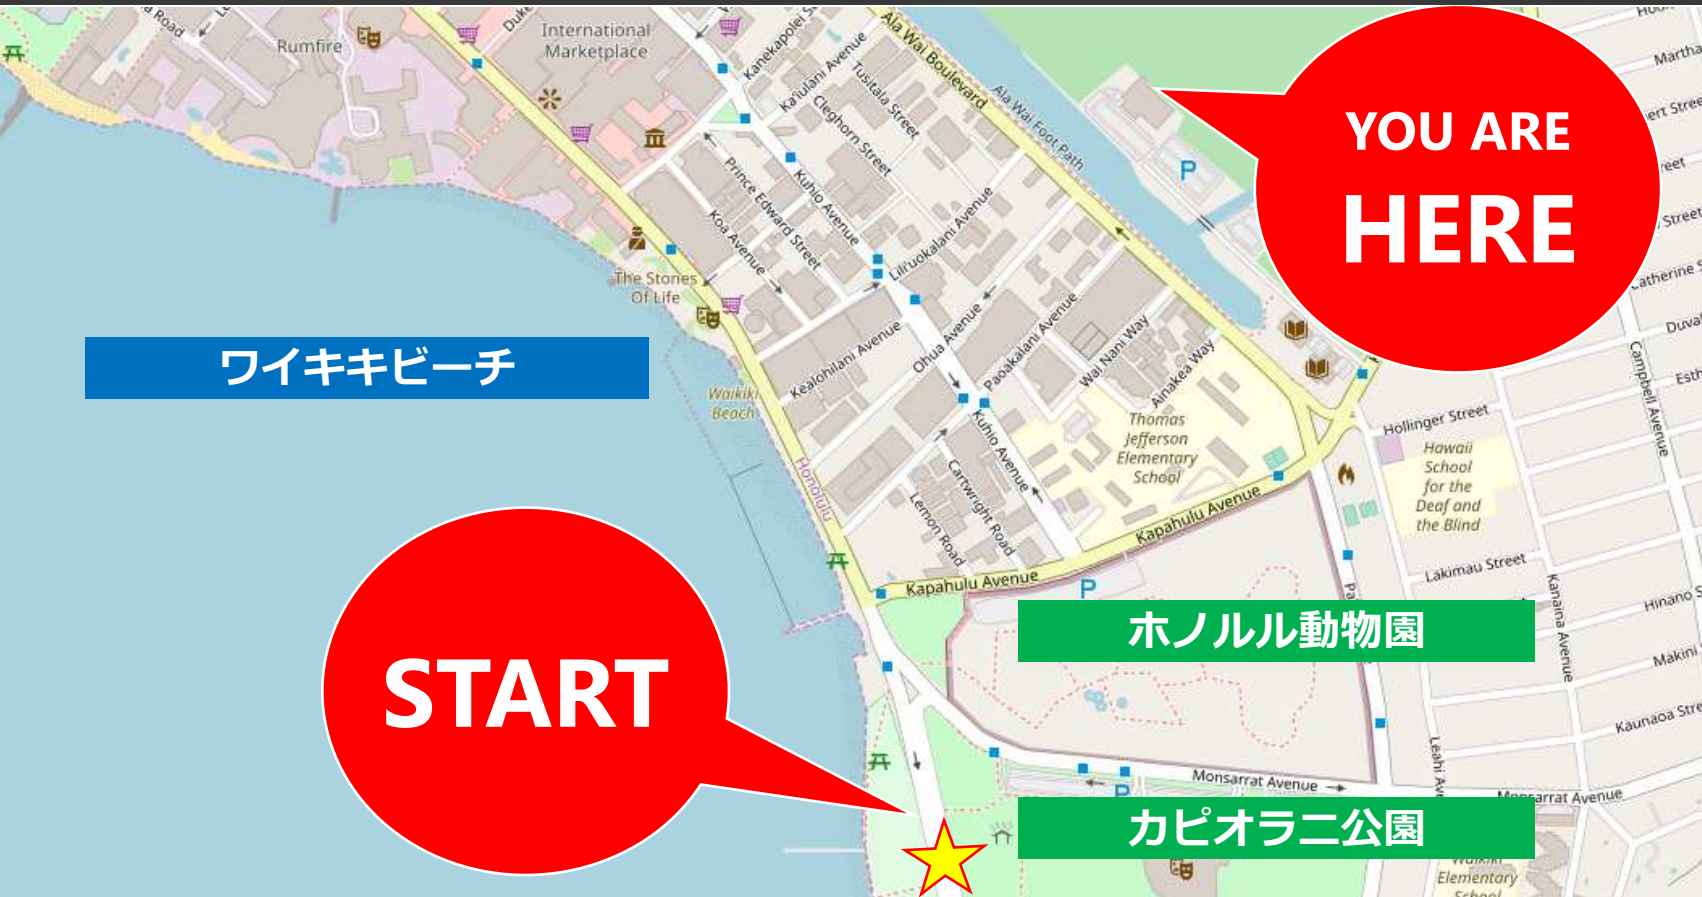 Rumfire
International
Marketplace
Kanekapolei S
Ala Wai Boulevard
Ka'iulani Avenue
Tusitala Street
Cleghorn Street
Ala Wai Foot Path
P
YOU ARE
HERE
Martha
Street
Catherine S
Duva
Prince Edward Street
Kuhio Avenue
Koa Avenue
Lili'uokalani Avenue
The Stones
Of Life
ワイキキビーチ
Waikiki
Beach
Kealohilani Avenue
Ohua Avenue
Paoakalani Avenue
Wai Nani Way
Ainakea Way
Campbell Avenue
Hollinger Street
Thomas
Jefferson
Elementary
School
Hawaii
School
for the
Deaf and
the Blind
Honolulu
Kuhio Avenue
Cartwright Road
Lemon Road
Kapahulu Avenue
Kapahulu Avenue
P
Lakimau Street
Kanaina Avenue
Hinano S
ホノルル動物園
START
Makini
Kaunaoa Stre
Leahi Ave
Monsarrat Avenue
P
Monsarrat Avenue
カピオラニ公園
Waikiki
Elementary
School